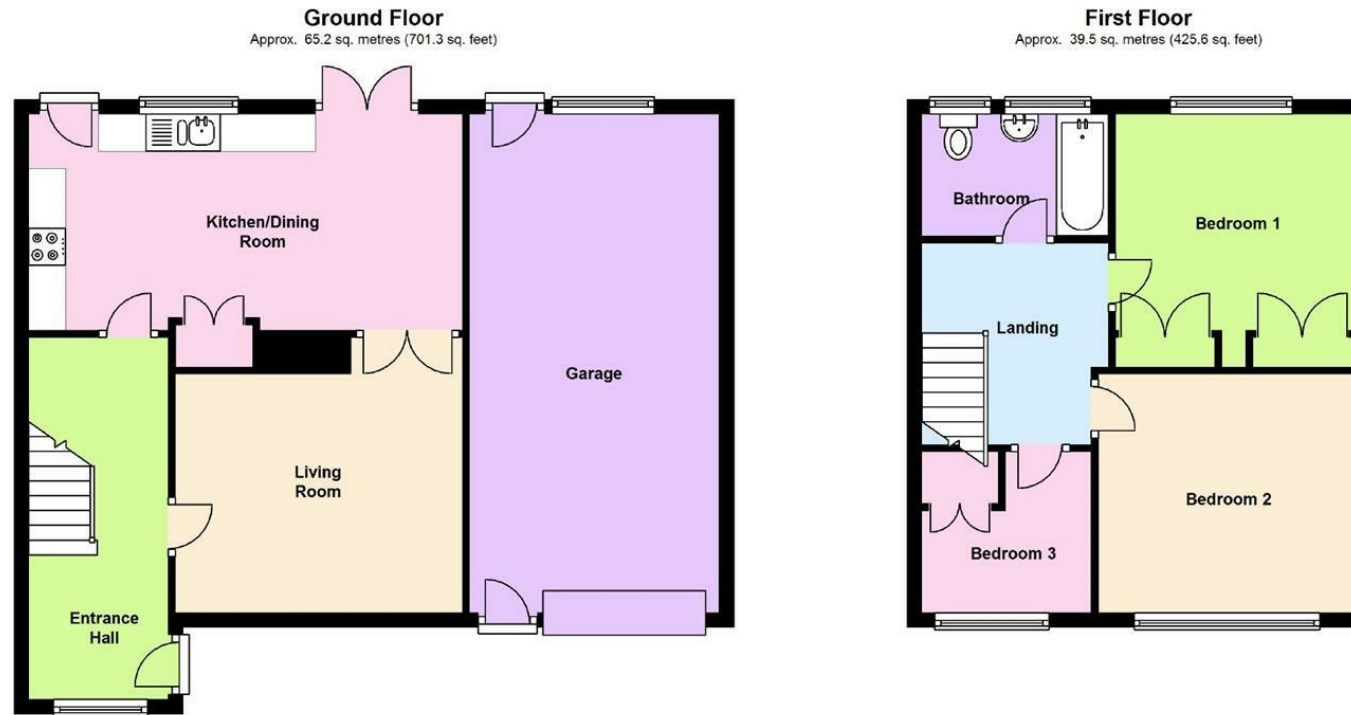 Ground Floor
Approx. 65.2 sq. metres (701.3 sq. feet)
Kitchen/Dining
Room
Garage
Living
Room
Entrance
Hall
First Floor
Approx. 39.5 sq. metres (425.6 sq. feet)
Bathroom
Bedroom 1
Landing
Bedroom 2
Bedroom 3